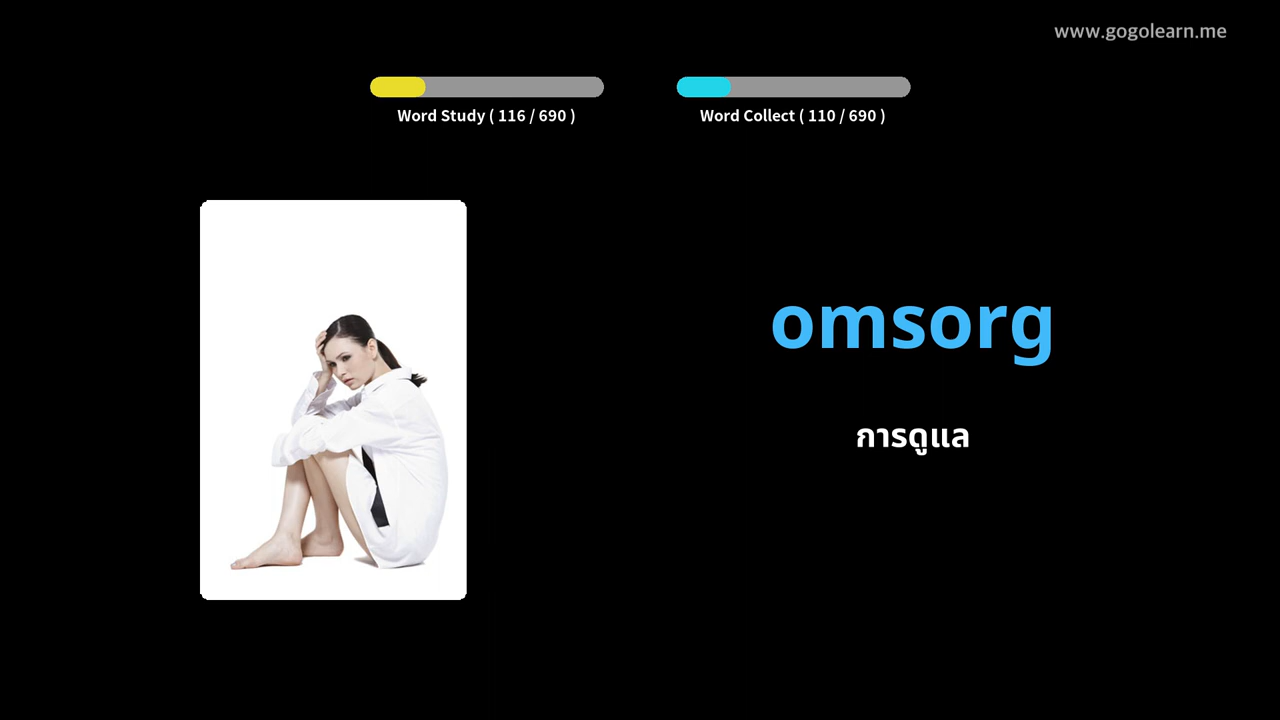 www.gogolearn.me
Word Study ( 116 / 690 )
Word Collect ( 110 / 690 )
omsorg
การดูแล